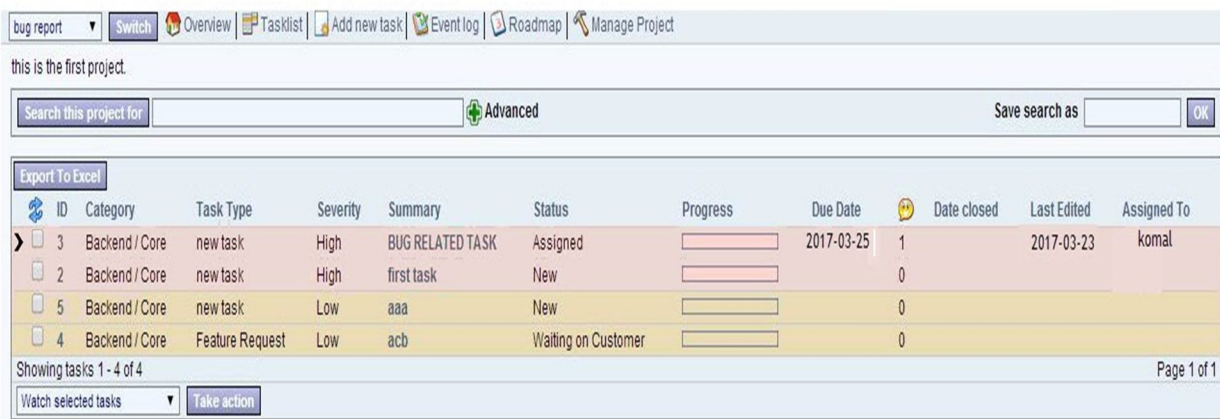 bug report Switch Overview Tasklist Add new task Event log Roadmap Manage Project
this is the first project.
Search this project for Advanced Save search as OK
Export To Excel
ID Category Task Type Severity Summary Status Progress Due Date Date closed Last Edited Assigned To
3 Backend / Core new task High BUG RELATED TASK Assigned 2017-03-25 1 2017-03-23 komal
2 Backend / Core new task High first task New 0
5 Backend / Core new task Low aaa New 0
4 Backend / Core Feature Request Low acb Waiting on Customer 0
Showing tasks 1 - 4 of 4 Page 1 of 1
Watch selected tasks Take action